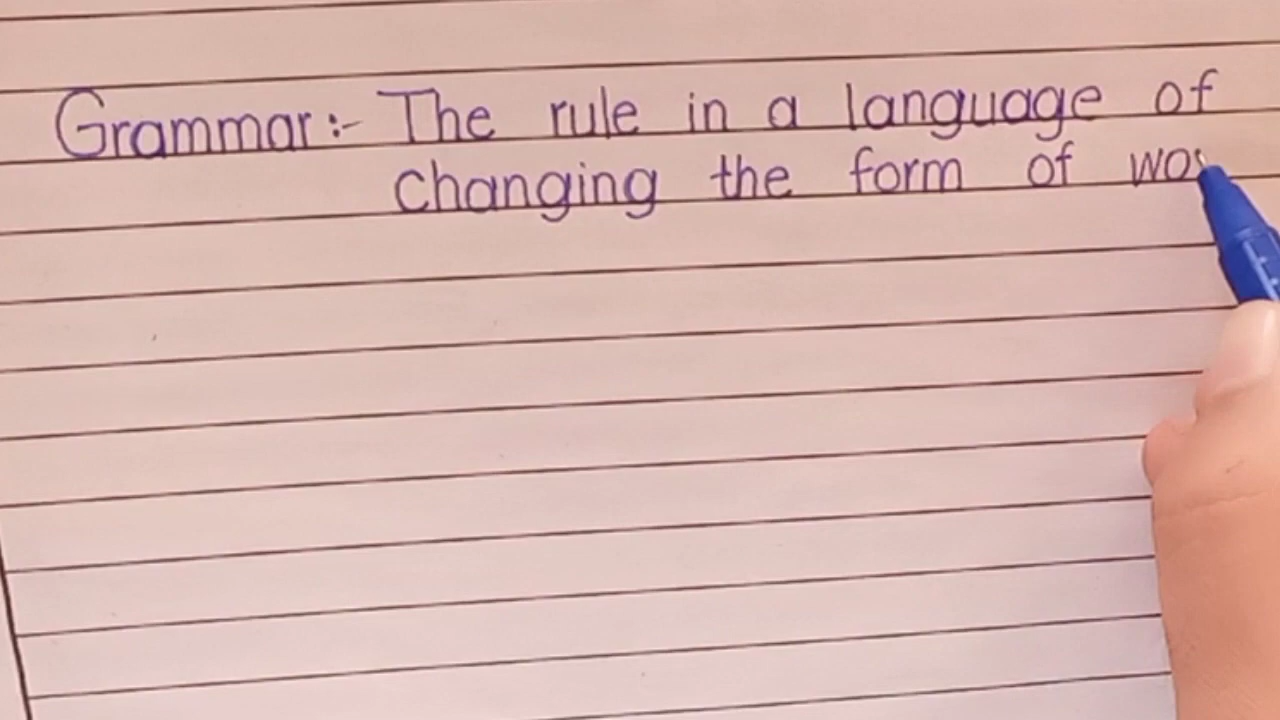 Grammar:- The rule in a language of
changing the form of